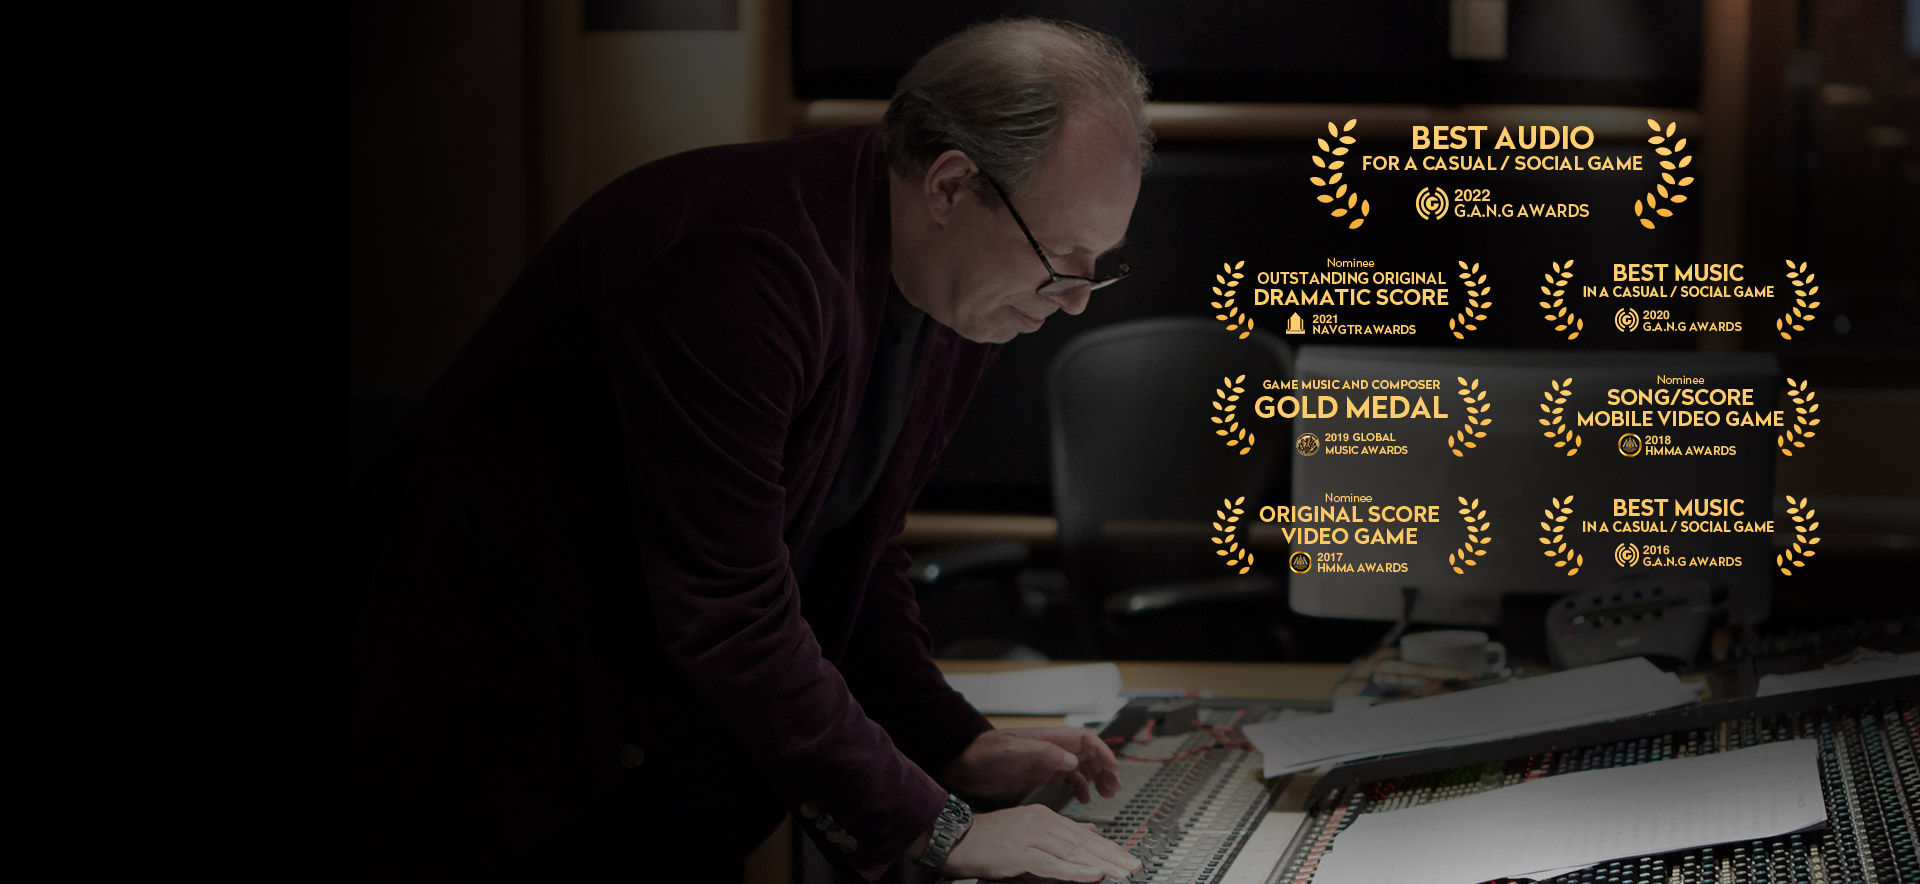 BEST AUDIO
FOR A CASUAL / SOCIAL GAME
2022
G.A.N.G AWARDS
Nominee
OUTSTANDING ORIGINAL
DRAMATIC SCORE
2021
NAVGTR AWARDS
BEST MUSIC
IN A CASUAL / SOCIAL GAME
2020
G.A.N.G AWARDS
GAME MUSIC AND COMPOSER
GOLD MEDAL
2019 GLOBAL
MUSIC AWARDS
Nominee
SONG/SCORE
MOBILE VIDEO GAME
2018
HMMA AWARDS
Nominee
ORIGINAL SCORE
VIDEO GAME
2017
HMMA AWARDS
BEST MUSIC
IN A CASUAL / SOCIAL GAME
2016
G.A.N.G AWARDS